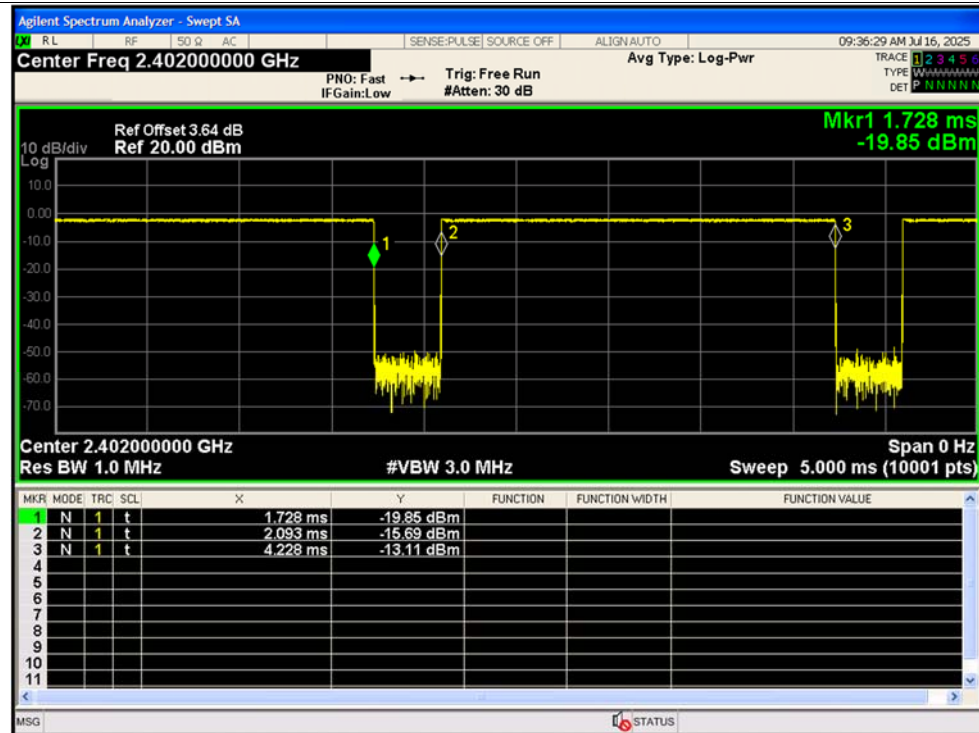 Agilent Spectrum Analyzer - Swept SA
RL RF 50 Ω AC SENSE:PULSE SOURCE OFF ALIGN AUTO 09:36:29 AM Jul 16, 2025
Center Freq 2.402000000 GHz
Avg Type: Log-Pwr
TRACE 1 2 3 4 5 6
PNO: Fast Trig: Free Run
TYPE W
IFGain:Low #Atten: 30 dB
DET P N N N N N
Mkr1 1.728 ms
Ref Offset 3.64 dB
-19.85 dBm
10 dB/div Ref 20.00 dBm
Log
10.0
0.00
-10.0
-20.0
-30.0
-40.0
-50.0
-60.0
-70.0
1
2
3
Center 2.402000000 GHz Span 0 Hz
Res BW 1.0 MHz #VBW 3.0 MHz Sweep 5.000 ms (10001 pts)
MKR MODE TRC SCL X Y FUNCTION FUNCTION WIDTH FUNCTION VALUE
1 N 1 t 1.728 ms -19.85 dBm
2 N 1 t 2.093 ms -15.69 dBm
3 N 1 t 4.228 ms -13.11 dBm
4
5
6
7
8
9
10
11
MSG STATUS